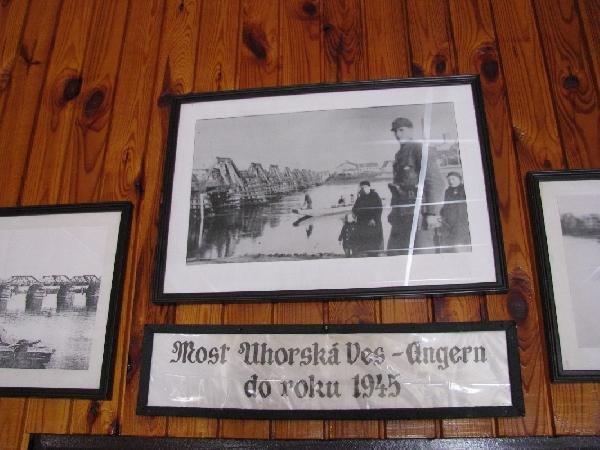 Most Uhorská Ves - Angern
do roku 1945